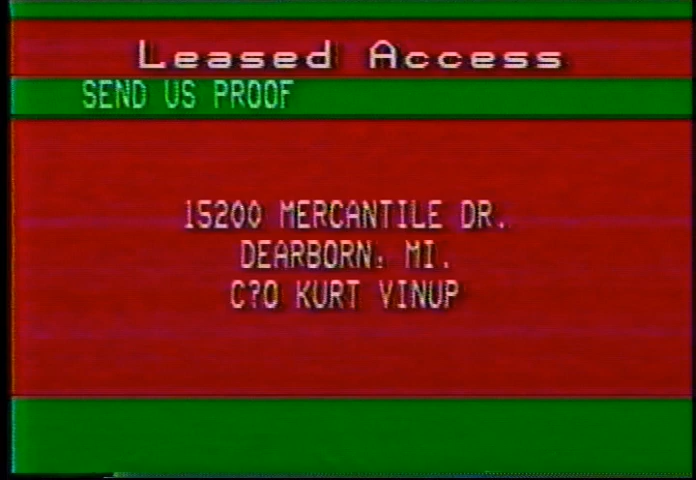 Leased Access
SEND US PROOF
15200 MERCANTILE DR.
DEARBORN, MI.
C?O KURT VINUP